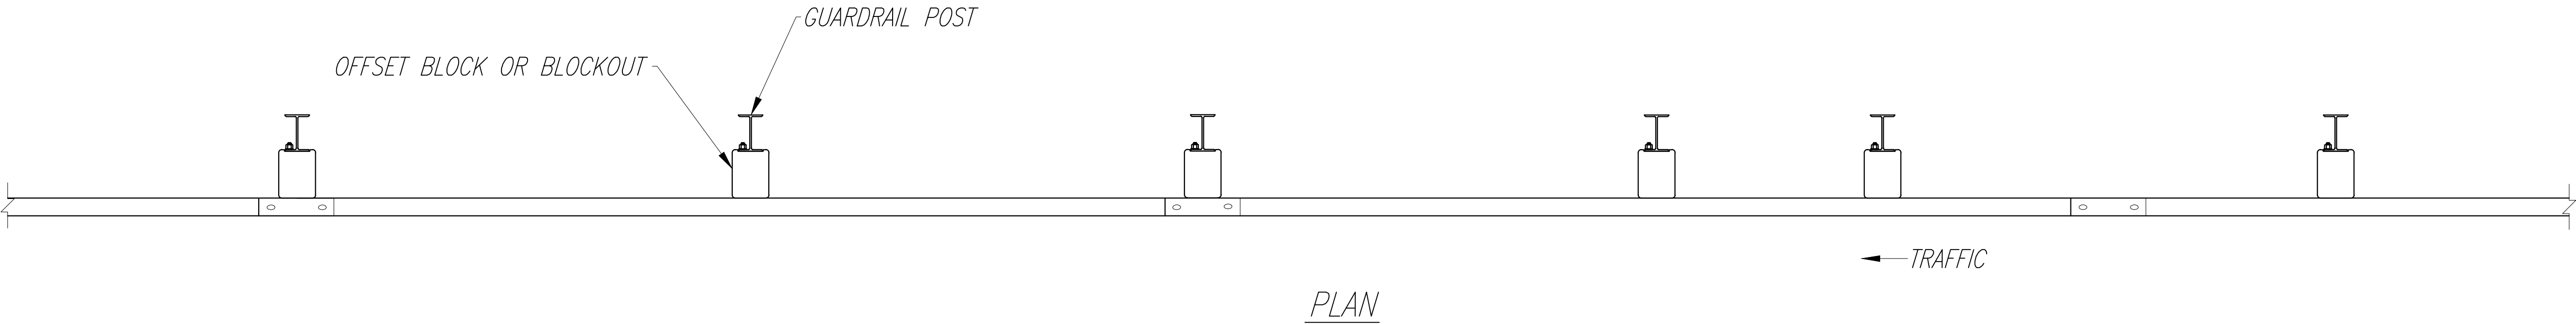 GUARDRAIL POST
OFFSET BLOCK OR BLOCKOUT
TRAFFIC
PLAN